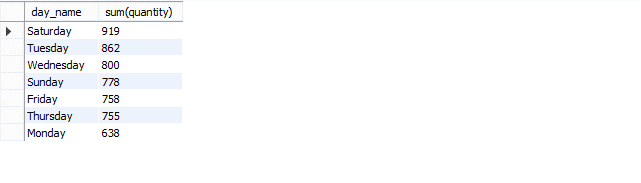 day_name sum(quantity)
Saturday 919
Tuesday 862
Wednesday 800
Sunday 778
Friday 758
Thursday 755
Monday 638